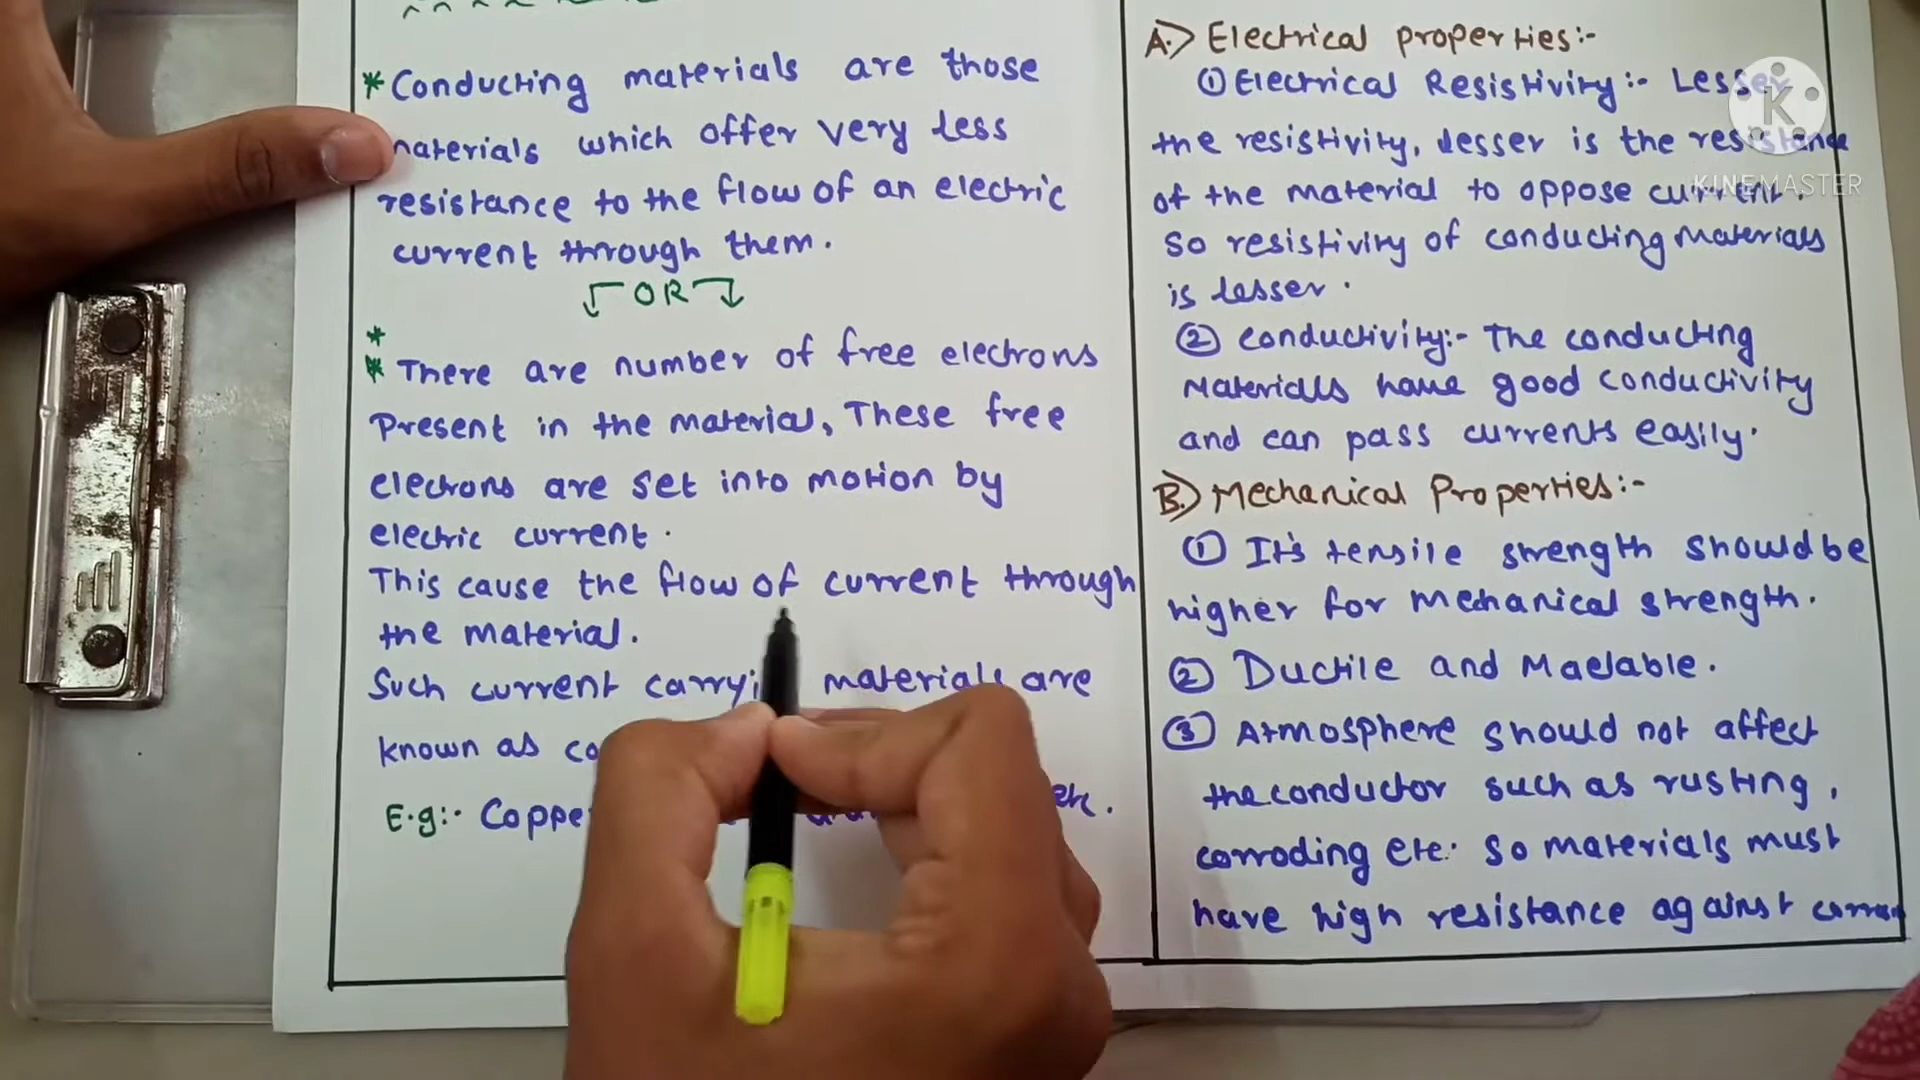 * Conducting materials are those
materials which offer very less
resistance to the flow of an electric
current through them.
OR
*
* There are number of free electrons
Present in the material, These free
electrons are set into motion by
electric current.
This cause the flow of current through
the material.
Such current materials are
known as
E.g:-
A.) Electrical properties:-
① Electrical Resistivity:- Lesser
the resistivity, lesser is the resistance
of the material to oppose current.
So resistivity of conducting Materials
is lesser.
② Conductivity:- The conducting
Materials have good conductivity
and can pass currents easily.
B.) Mechanical Properties:-
① It's tensile strength should be
higher for mechanical strength.
② Ductile and Maelable.
③ Atmosphere should not affect
the conductor such as rusting,
corroding etc. So materials must
have high resistance against
K
KINEMASTER